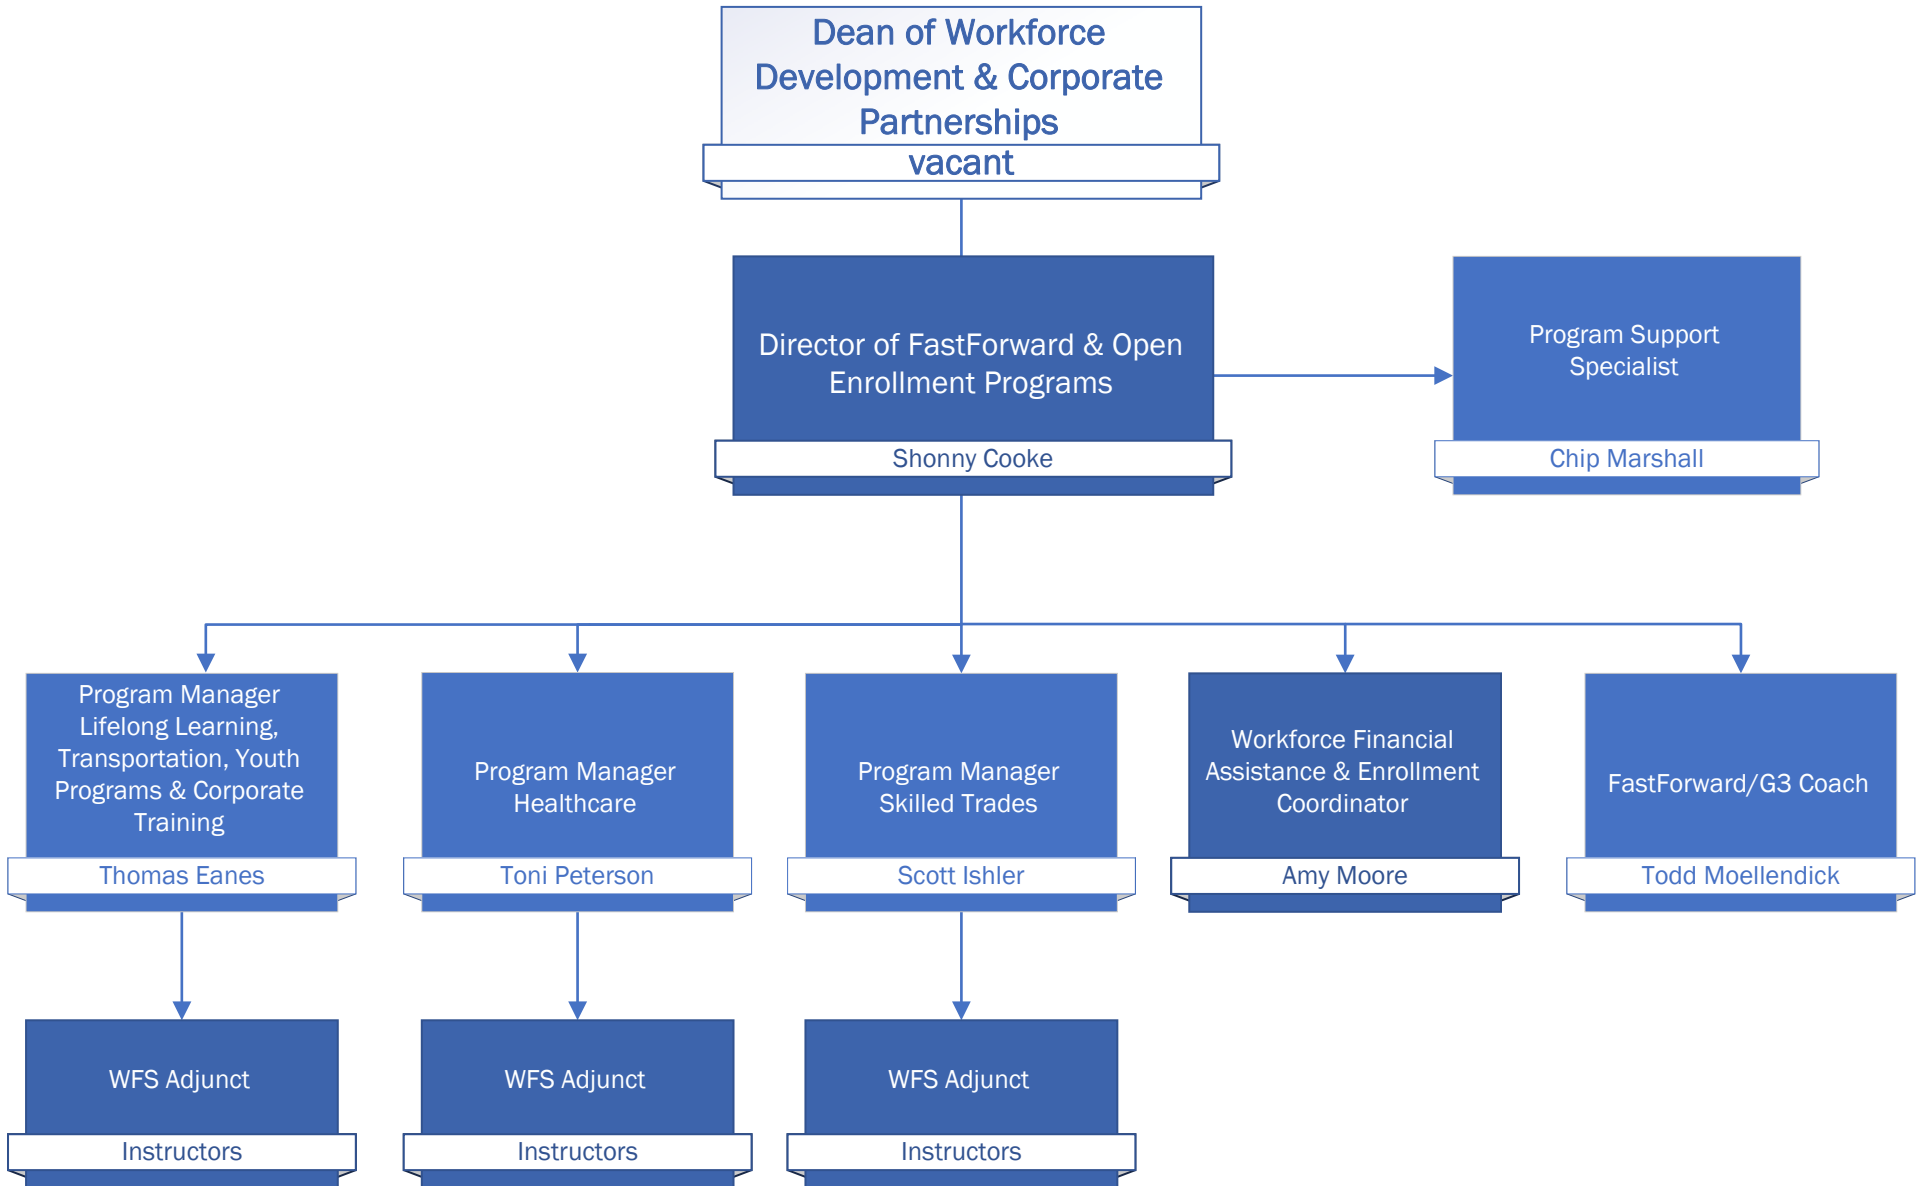 Dean of Workforce
Development & Corporate
Partnerships
vacant
Director of FastForward & Open
Enrollment Programs
Shonny Cooke
Program Support
Specialist
Chip Marshall
Program Manager
Lifelong Learning,
Transportation, Youth
Programs & Corporate
Training
Thomas Eanes
Program Manager
Healthcare
Toni Peterson
Program Manager
Skilled Trades
Scott Ishler
Workforce Financial
Assistance & Enrollment
Coordinator
Amy Moore
FastForward/G3 Coach
Todd Moellendick
WFS Adjunct
Instructors
WFS Adjunct
Instructors
WFS Adjunct
Instructors